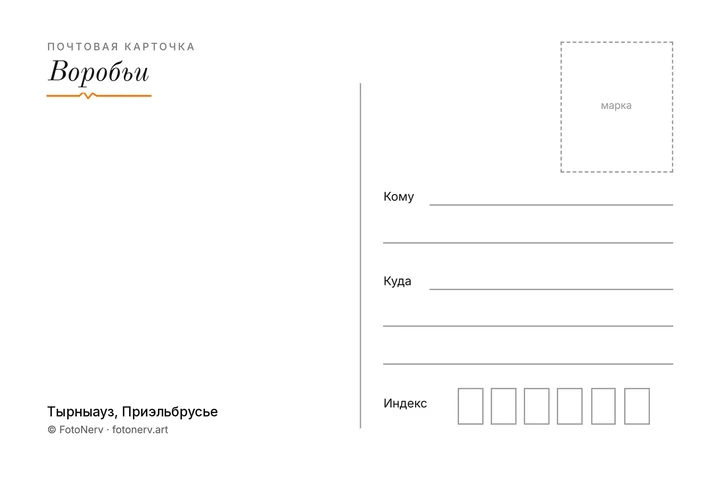 ПОЧТОВАЯ КАРТОЧКА
Воробьи
марка
Кому
Куда
Индекс
Тырныауз, Приэльбрусье
© FotoNerv · fotonerv.art